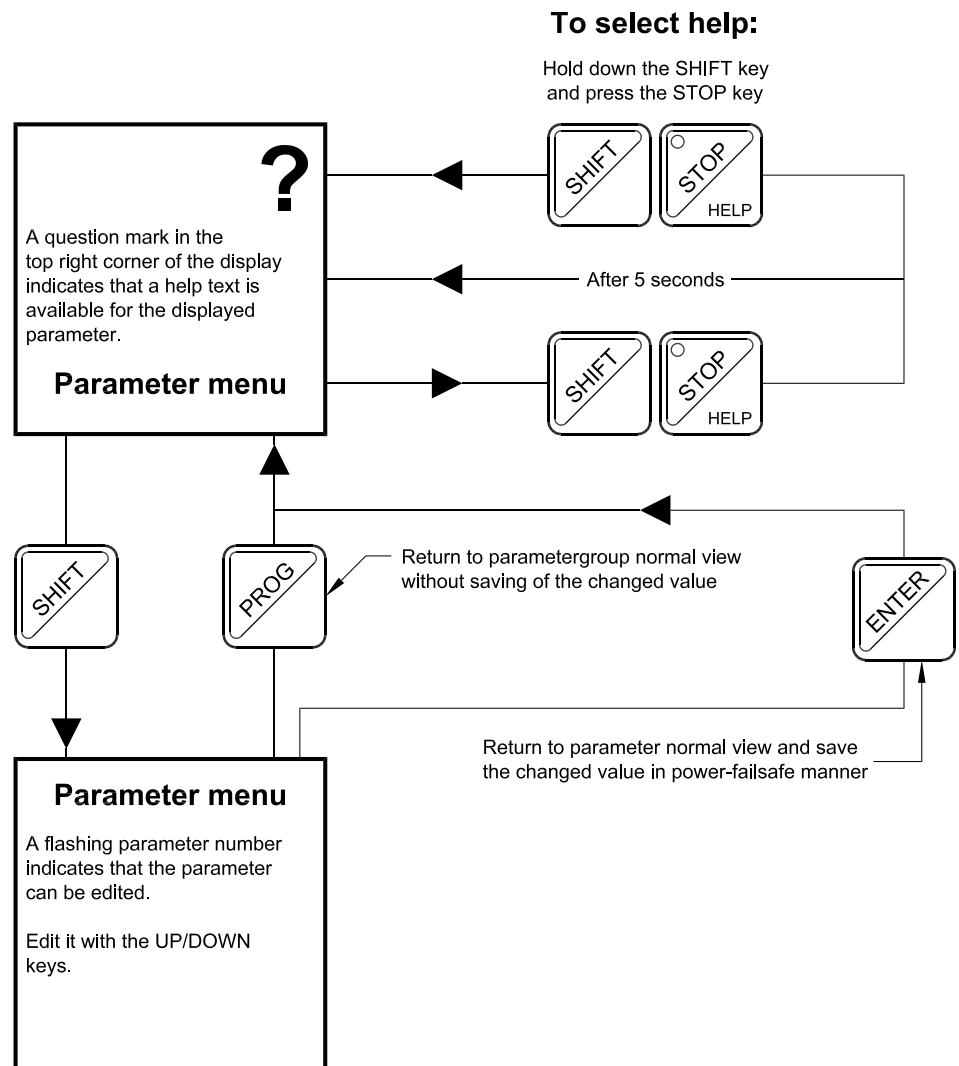 To select help:
Hold down the SHIFT key
and press the STOP key
?
SHIFT
STOP
HELP
A question mark in the
top right corner of the display
indicates that a help text is
available for the displayed
parameter.
After 5 seconds
Parameter menu
SHIFT
STOP
HELP
SHIFT
PROG
Return to parametergroup normal view
without saving of the changed value
ENTER
Return to parameter normal view and save
the changed value in power-failsafe manner
Parameter menu
A flashing parameter number
indicates that the parameter
can be edited.
Edit it with the UP/DOWN
keys.